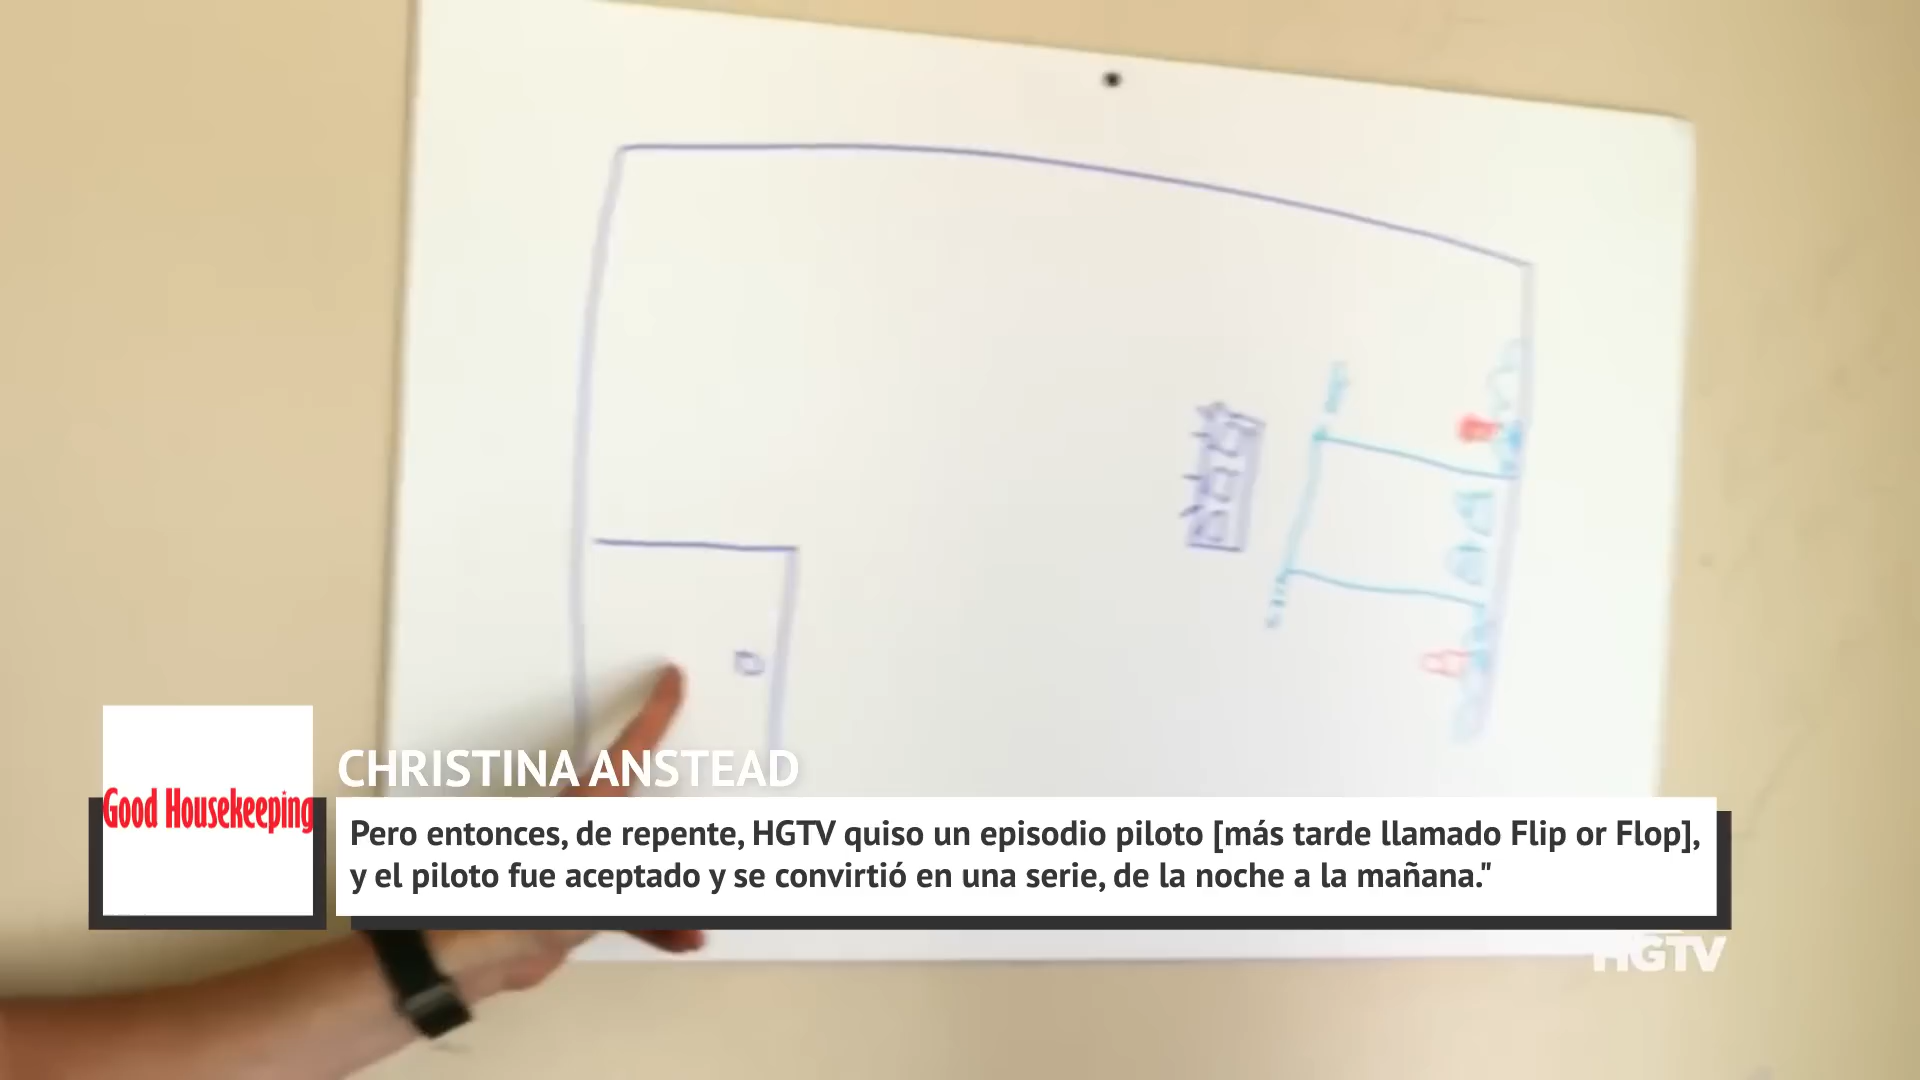 CHRISTINA ANSTEAD
Good Housekeeping
Pero entonces, de repente, HGTV quiso un episodio piloto [más tarde llamado Flip or Flop],
y el piloto fue aceptado y se convirtió en una serie, de la noche a la mañana."
HGTV